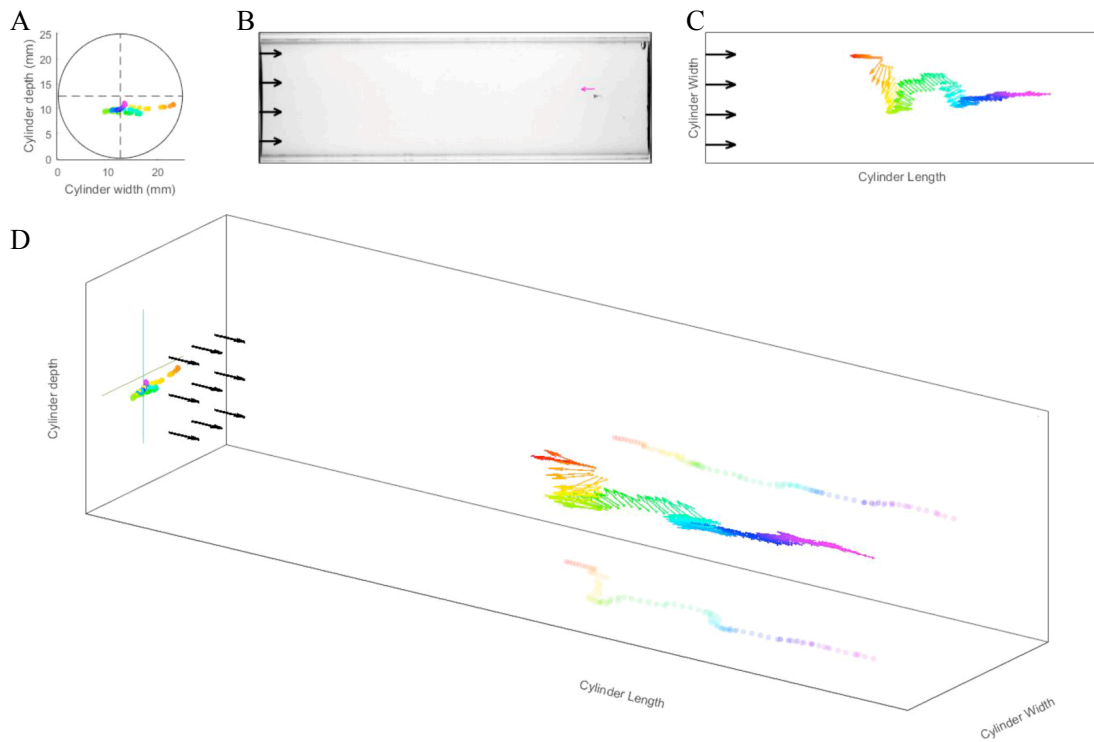 A
B
C
25
20
15
10
5
0
Cylinder depth (mm)
0
10
20
Cylinder width (mm)
Cylinder Width
Cylinder Length
D
Cylinder depth
Cylinder Length
Cylinder Width